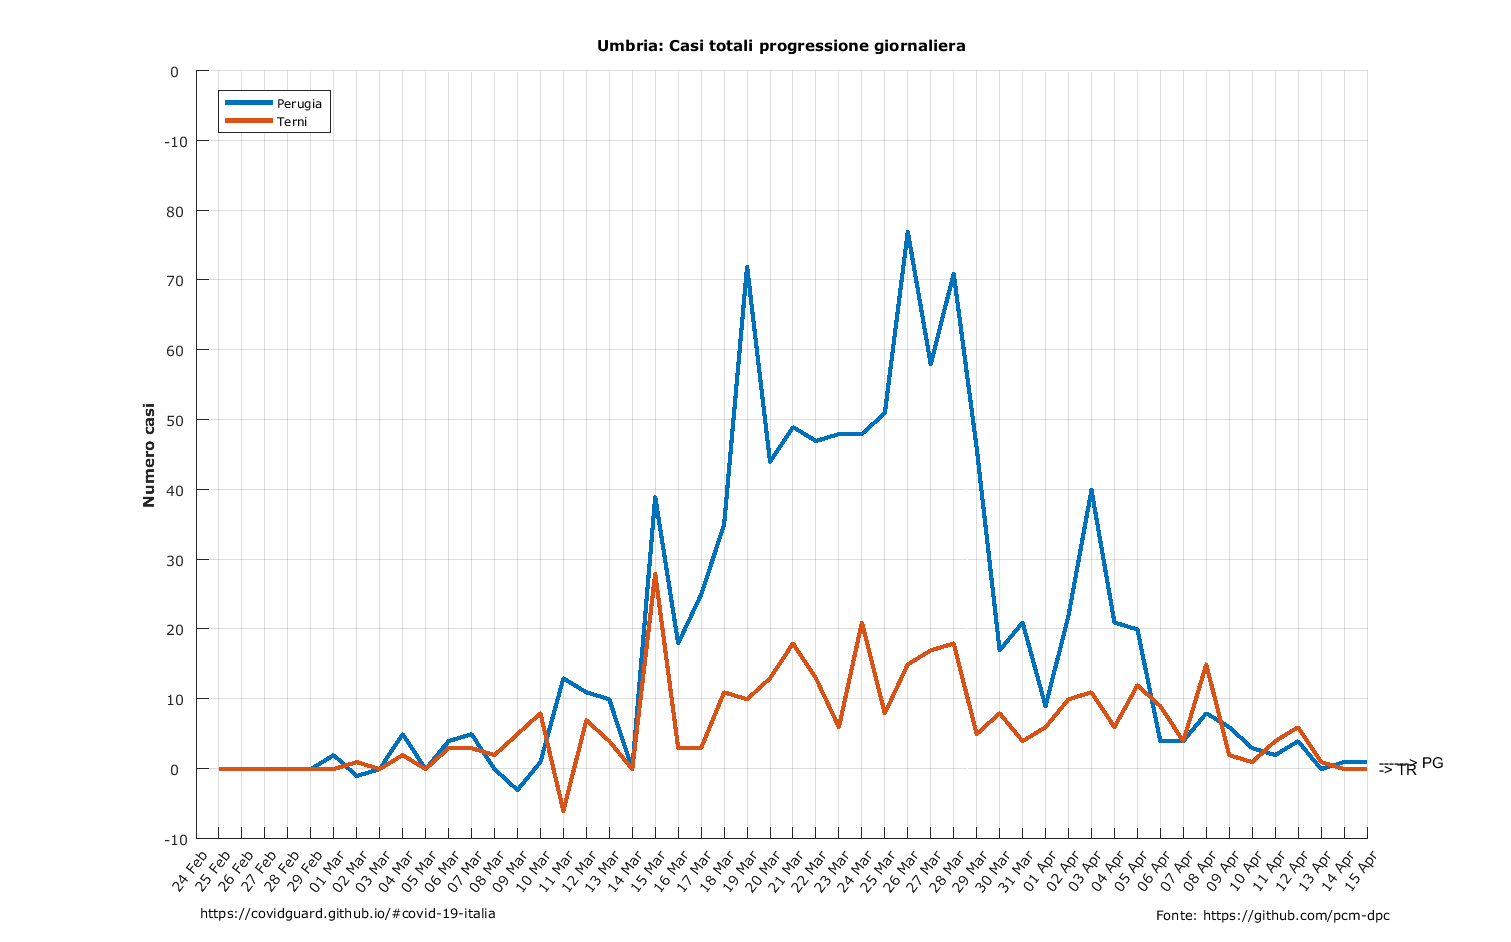 Umbria: Casi totali progressione giornaliera
0
-10
80
70
60
50
40
30
20
10
0
-10
Numero casi
Perugia
Terni
-----> PG
-> TR
24 Feb
25 Feb
26 Feb
27 Feb
28 Feb
29 Feb
01 Mar
02 Mar
03 Mar
04 Mar
05 Mar
06 Mar
07 Mar
08 Mar
09 Mar
10 Mar
11 Mar
12 Mar
13 Mar
14 Mar
15 Mar
16 Mar
17 Mar
18 Mar
19 Mar
20 Mar
21 Mar
22 Mar
23 Mar
24 Mar
25 Mar
26 Mar
27 Mar
28 Mar
29 Mar
30 Mar
31 Mar
01 Apr
02 Apr
03 Apr
04 Apr
05 Apr
06 Apr
07 Apr
08 Apr
09 Apr
10 Apr
11 Apr
12 Apr
13 Apr
14 Apr
15 Apr
https://covidguard.github.io/#covid-19-italia
Fonte: https://github.com/pcm-dpc